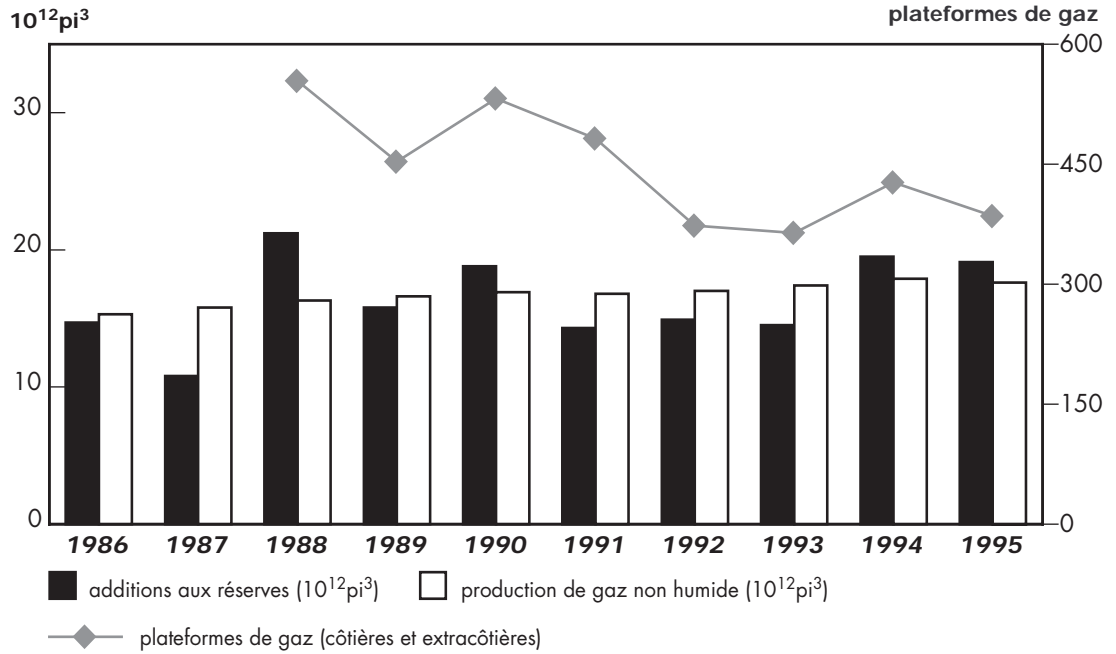 10¹²pi³ plateformes de gaz
600
30
450
20
300
10
150
0 0
1986 1987 1988 1989 1990 1991 1992 1993 1994 1995
additions aux réserves (10¹²pi³) production de gaz non humide (10¹²pi³)
plateformes de gaz (côtières et extracôtières)